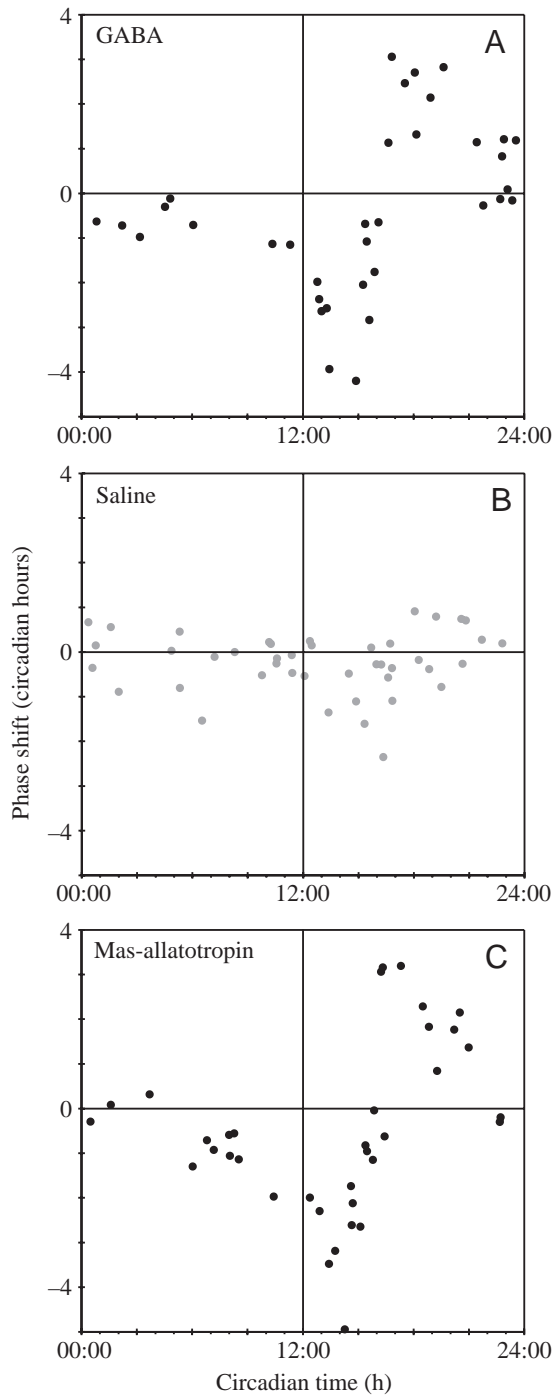 4
GABA
A
0
–4
00:00
12:00
24:00
4
Saline
B
0
–4
00:00
12:00
24:00
Phase shift (circadian hours)
4
Mas-allatotropin
C
0
–4
00:00
12:00
24:00
Circadian time (h)